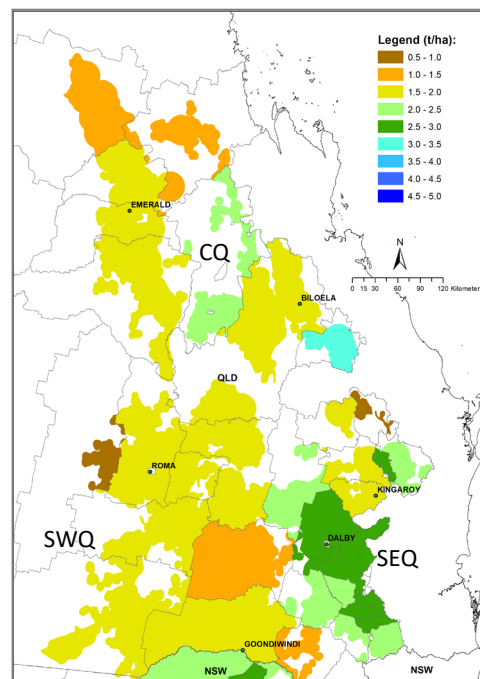 Legend (t/ha):
0.5 - 1.0
1.0 - 1.5
1.5 - 2.0
2.0 - 2.5
2.5 - 3.0
3.0 - 3.5
3.5 - 4.0
4.0 - 4.5
4.5 - 5.0
EMERALD
CQ
N
0 15 30 60 90 120 Kilometer
BILOELA
QLD
ROMA
KINGAROY
SWQ
DALBY
SEQ
GOONDIWINDI
NSW
NSW